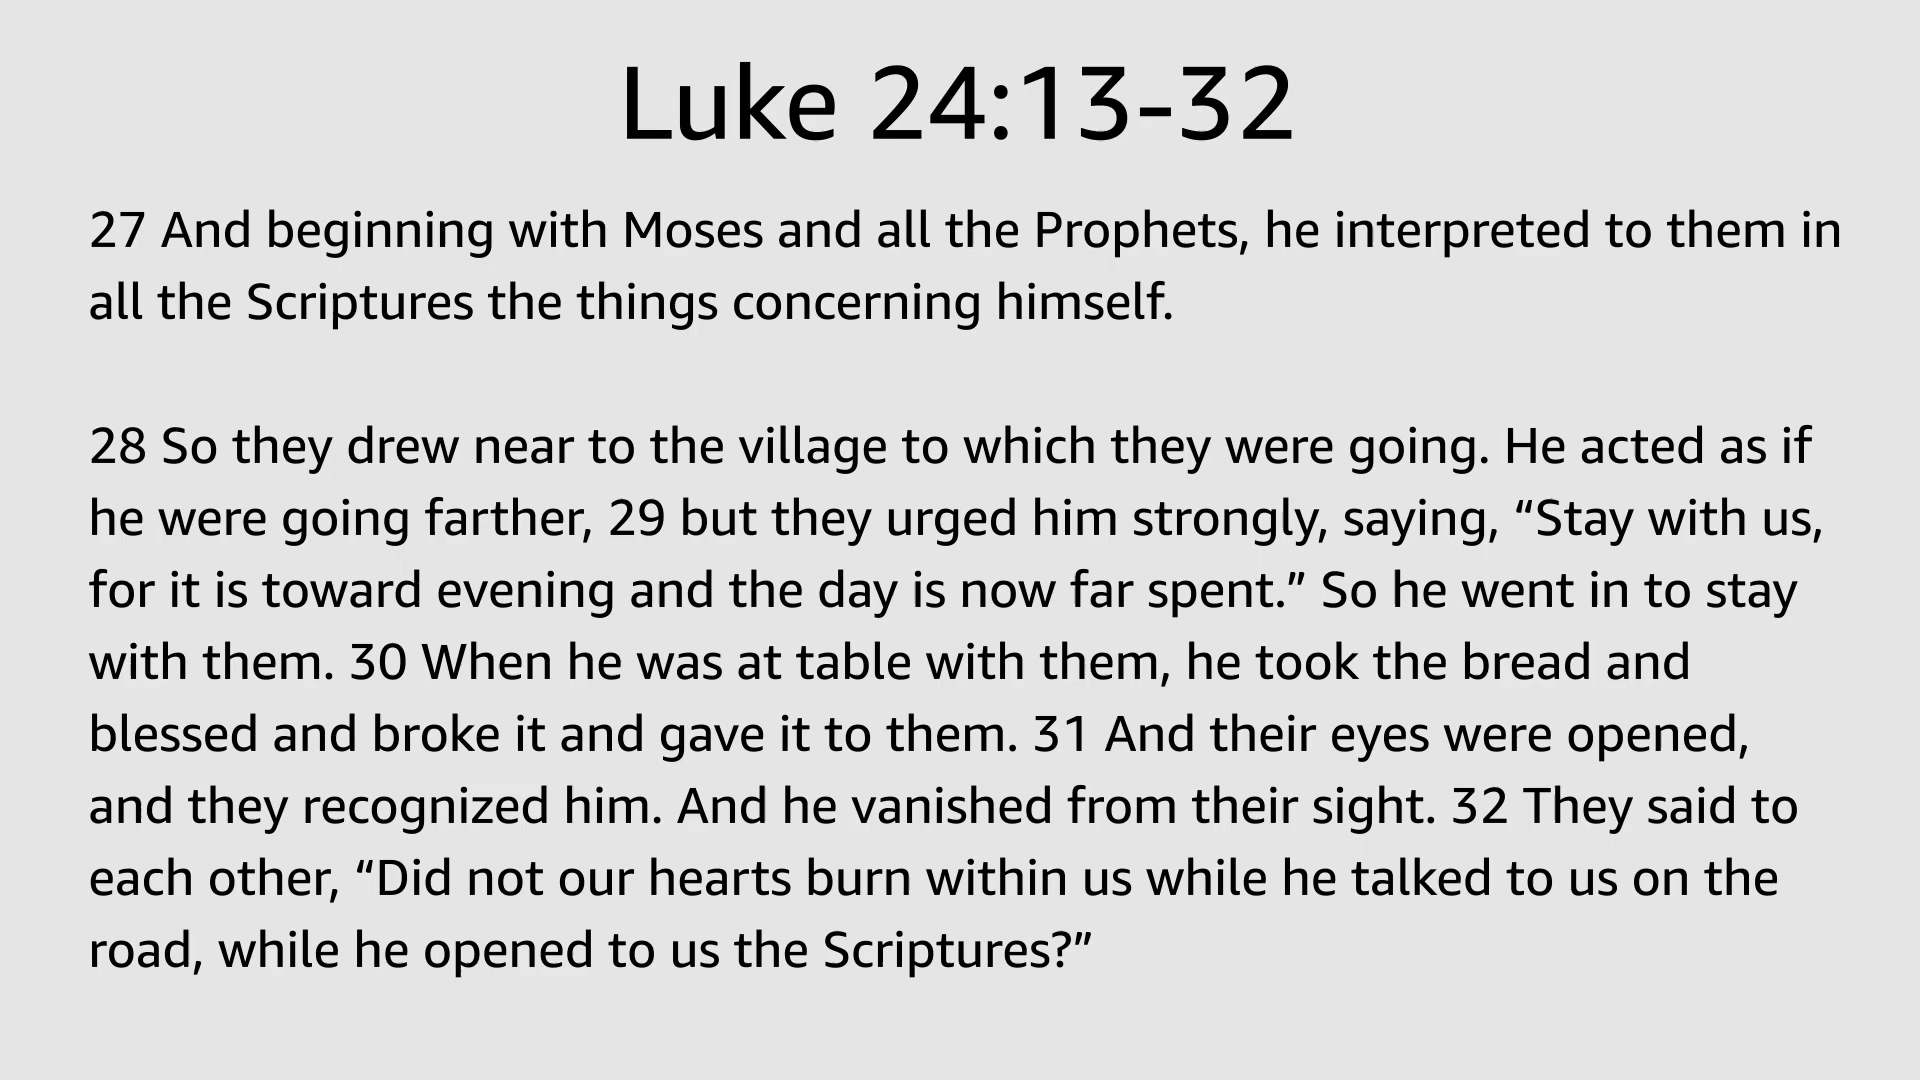 Luke 24:13-32
27 And beginning with Moses and all the Prophets, he interpreted to them in
all the Scriptures the things concerning himself.
28 So they drew near to the village to which they were going. He acted as if
he were going farther, 29 but they urged him strongly, saying, “Stay with us,
for it is toward evening and the day is now far spent.” So he went in to stay
with them. 30 When he was at table with them, he took the bread and
blessed and broke it and gave it to them. 31 And their eyes were opened,
and they recognized him. And he vanished from their sight. 32 They said to
each other, “Did not our hearts burn within us while he talked to us on the
road, while he opened to us the Scriptures?”